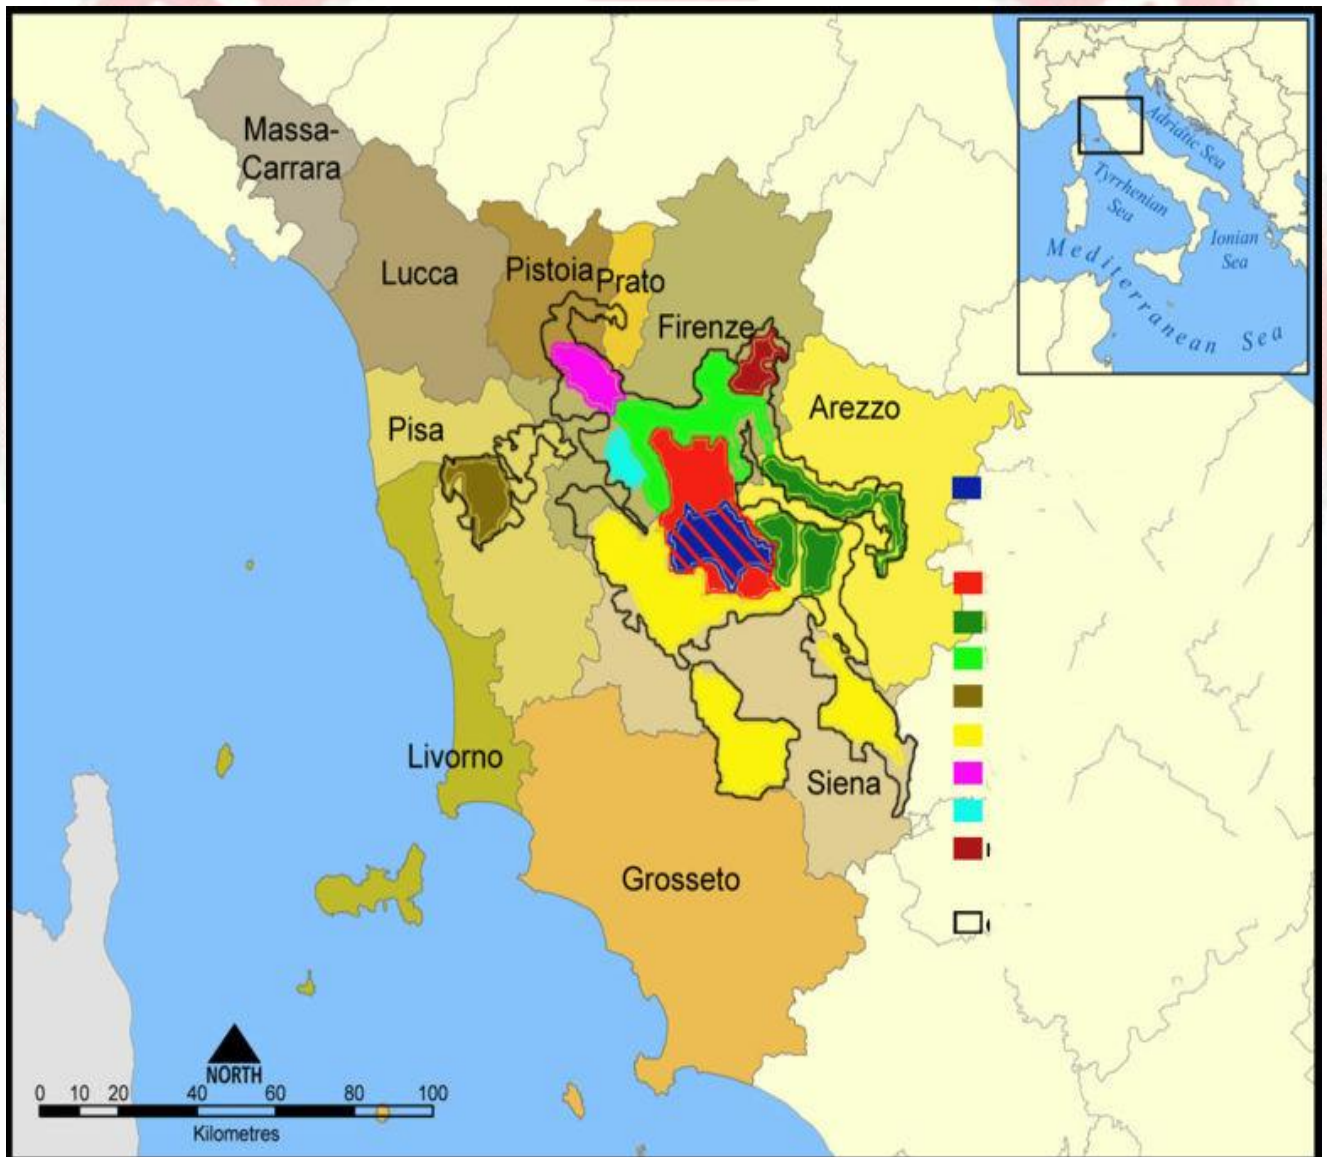 Massa-
Carrara
Lucca
Pistoia
Prato
Firenze
Arezzo
Pisa
Livorno
Siena
Grosseto
Adriatic Sea
Tyrrhenian
Sea
Ionian
Sea
Mediterranean Sea
NORTH
0 10 20 40 60 80 100
Kilometres